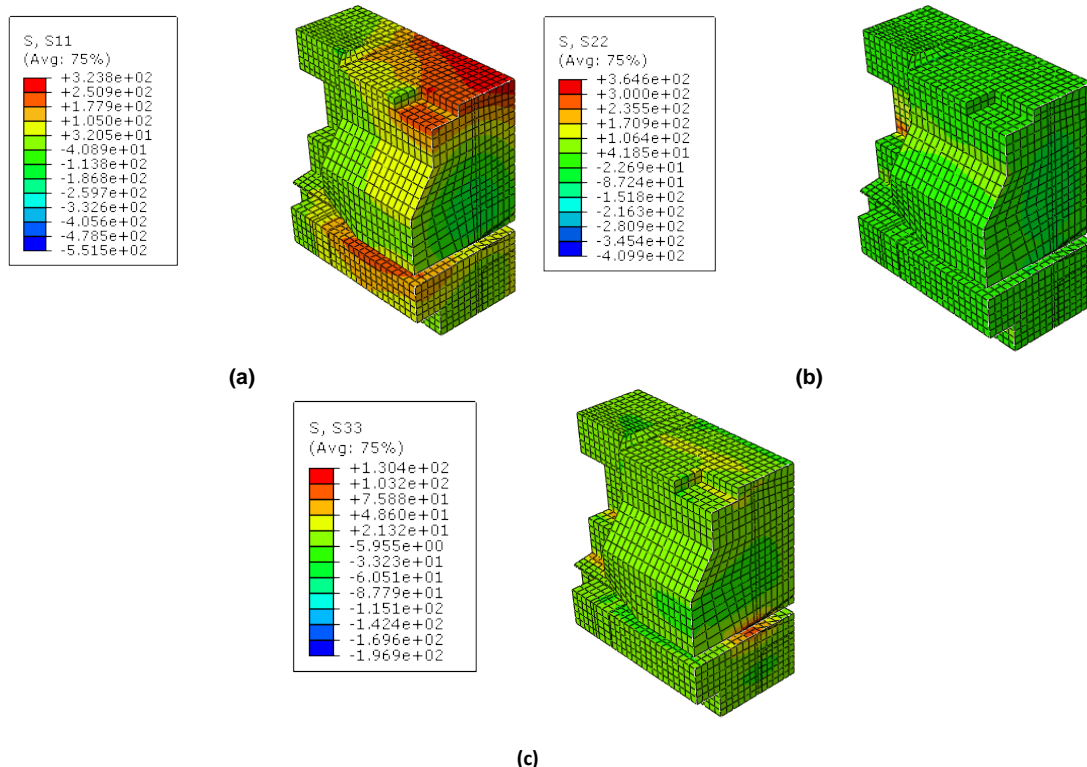 S, S11
(Avg: 75%)
+3.238e+02
+2.509e+02
+1.779e+02
+1.050e+02
+3.205e+01
-4.089e+01
-1.138e+02
-1.868e+02
-2.597e+02
-3.326e+02
-4.056e+02
-4.785e+02
-5.515e+02
S, S22
(Avg: 75%)
+3.646e+02
+3.000e+02
+2.355e+02
+1.709e+02
+1.064e+02
+4.185e+01
-2.269e+01
-8.724e+01
-1.518e+02
-2.163e+02
-2.809e+02
-3.454e+02
-4.099e+02
(a)
(b)
S, S33
(Avg: 75%)
+1.304e+02
+1.032e+02
+7.588e+01
+4.860e+01
+2.132e+01
-5.955e+00
-3.323e+01
-6.051e+01
-8.779e+01
-1.151e+02
-1.424e+02
-1.696e+02
-1.969e+02
(c)